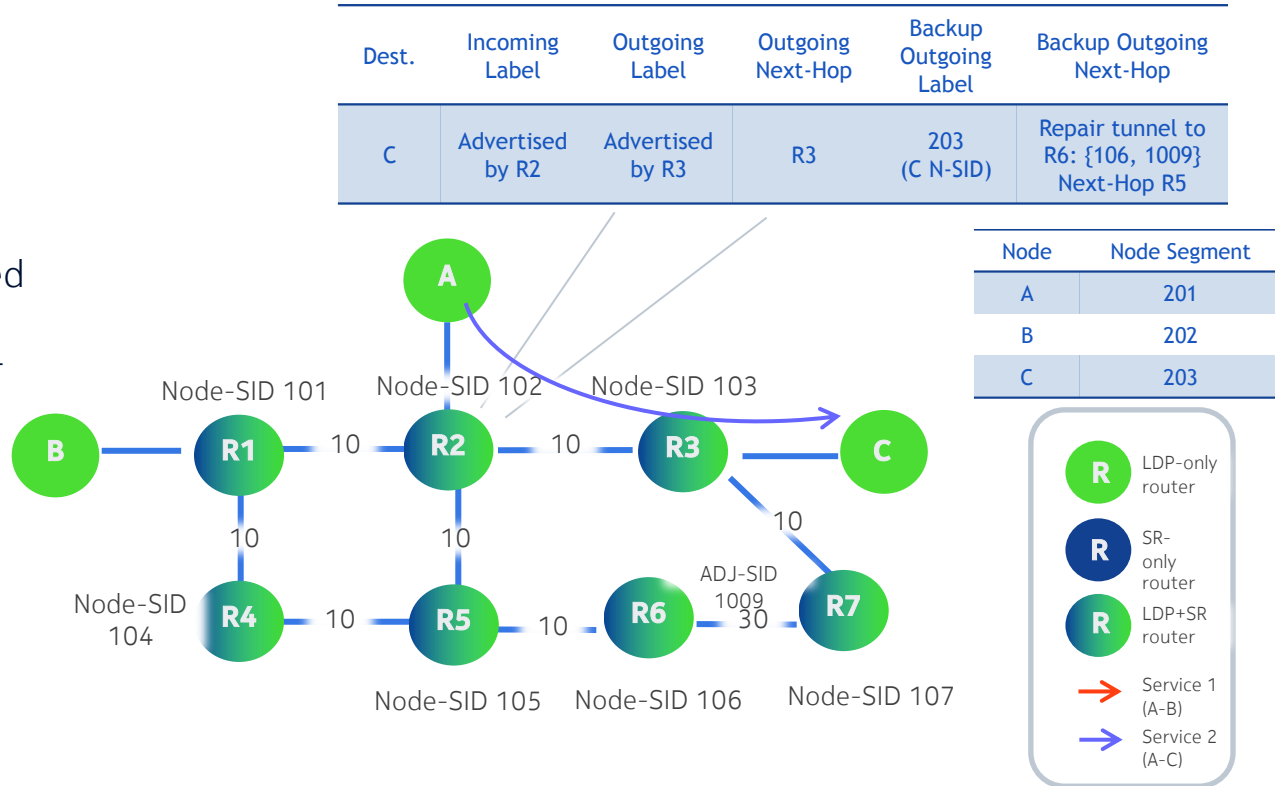 Dest.
Incoming
Label
Outgoing
Label
Outgoing
Next-Hop
Backup
Outgoing
Label
Backup Outgoing
Next-Hop
C
Advertised
by R2
Advertised
by R3
R3
203
(C N-SID)
Repair tunnel to
R6: {106, 1009}
Next-Hop R5
Node
Node Segment
A
201
B
202
C
203
A
Node-SID 101
Node-SID 102
Node-SID 103
B
R1
10
R2
10
R3
C
10
10
10
Node-SID
104
R4
10
R5
10
R6
ADJ-SID
1009
30
R7
Node-SID 105
Node-SID 106
Node-SID 107
R
LDP-only
router
R
SR-
only
router
R
LDP+SR
router
Service 1
(A-B)
Service 2
(A-C)